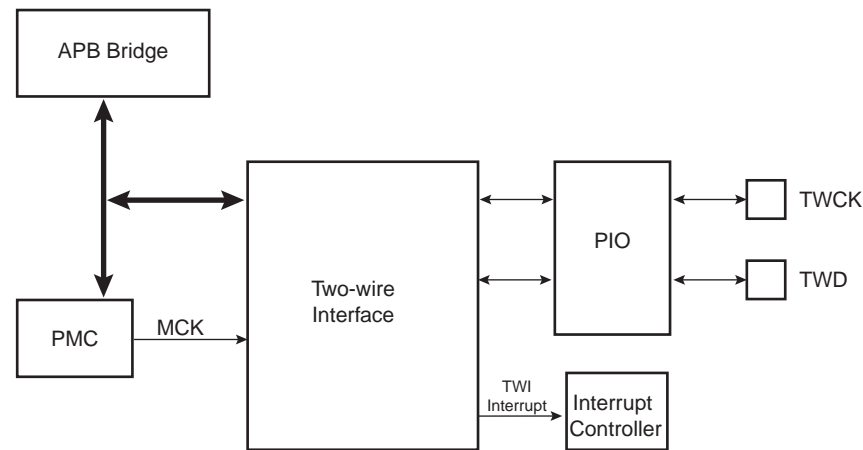 APB Bridge
TWCK
PIO
TWD
Two-wire
Interface
MCK
PMC
TWI
Interrupt
Interrupt
Controller